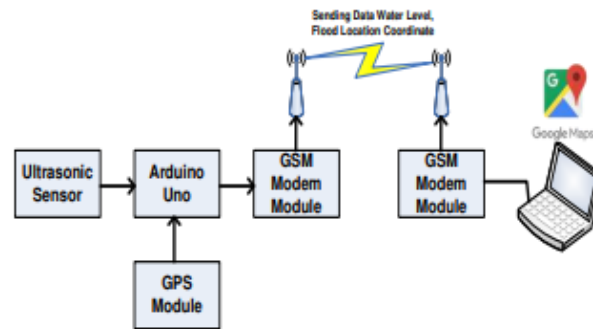 Sending Data Water Level,
Flood Location Coordinate
G
Google Maps
Ultrasonic
Sensor
Arduino
Uno
GSM
Modem
Module
GSM
Modem
Module
GPS
Module